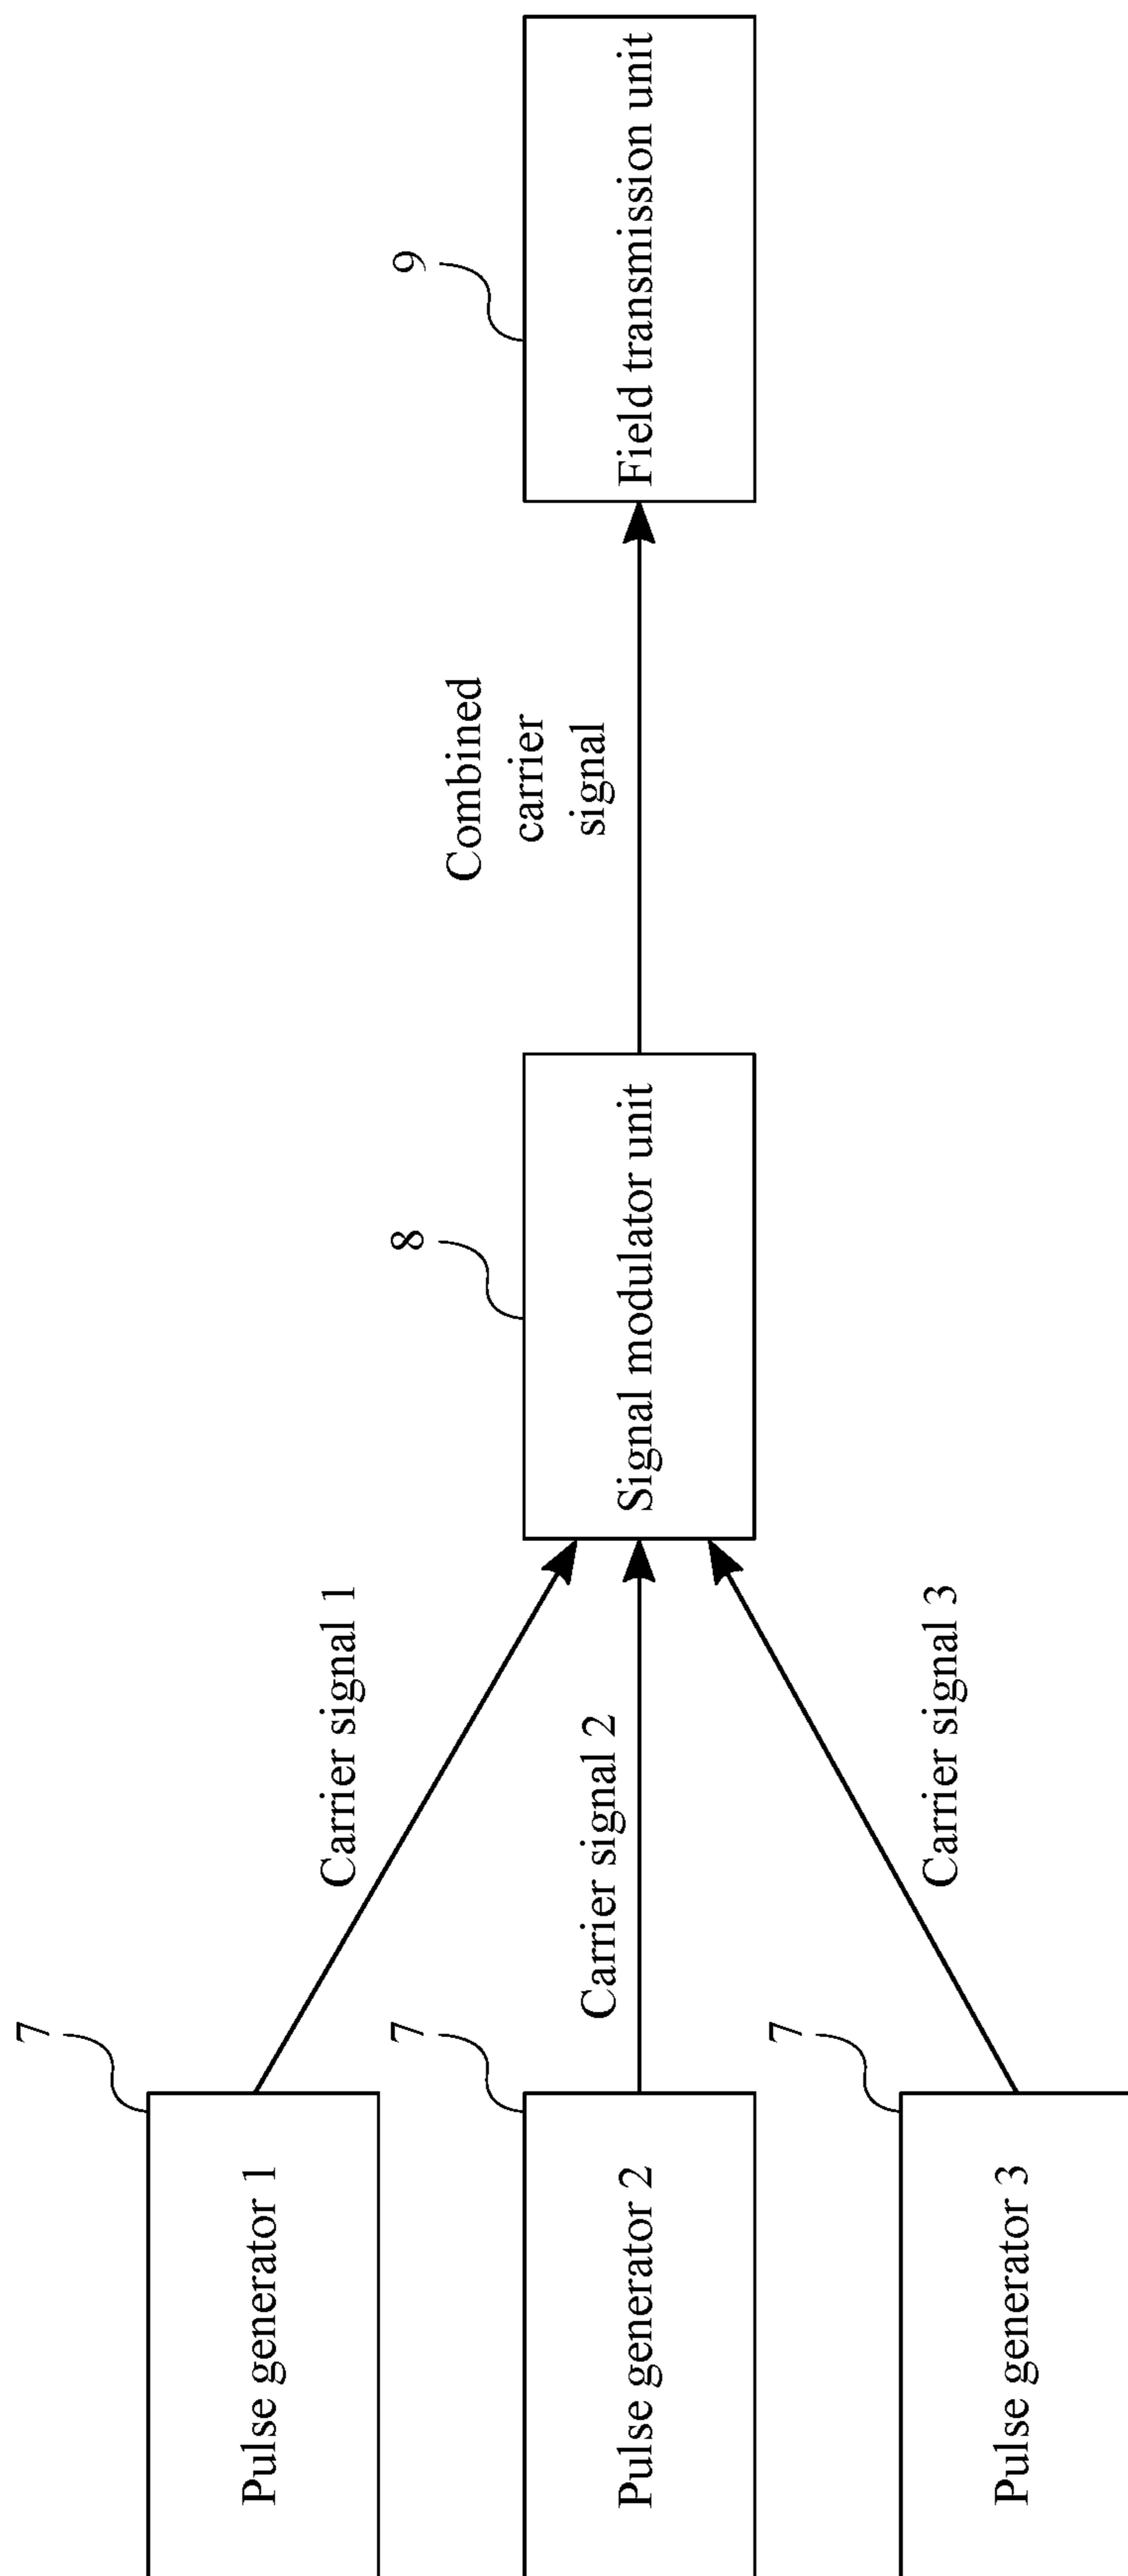 7
Pulse generator 1
Carrier signal 1
7
Pulse generator 2
Carrier signal 2
7
Pulse generator 3
Carrier signal 3
8
Signal modulator unit
Combined
carrier
signal
9
Field transmission unit